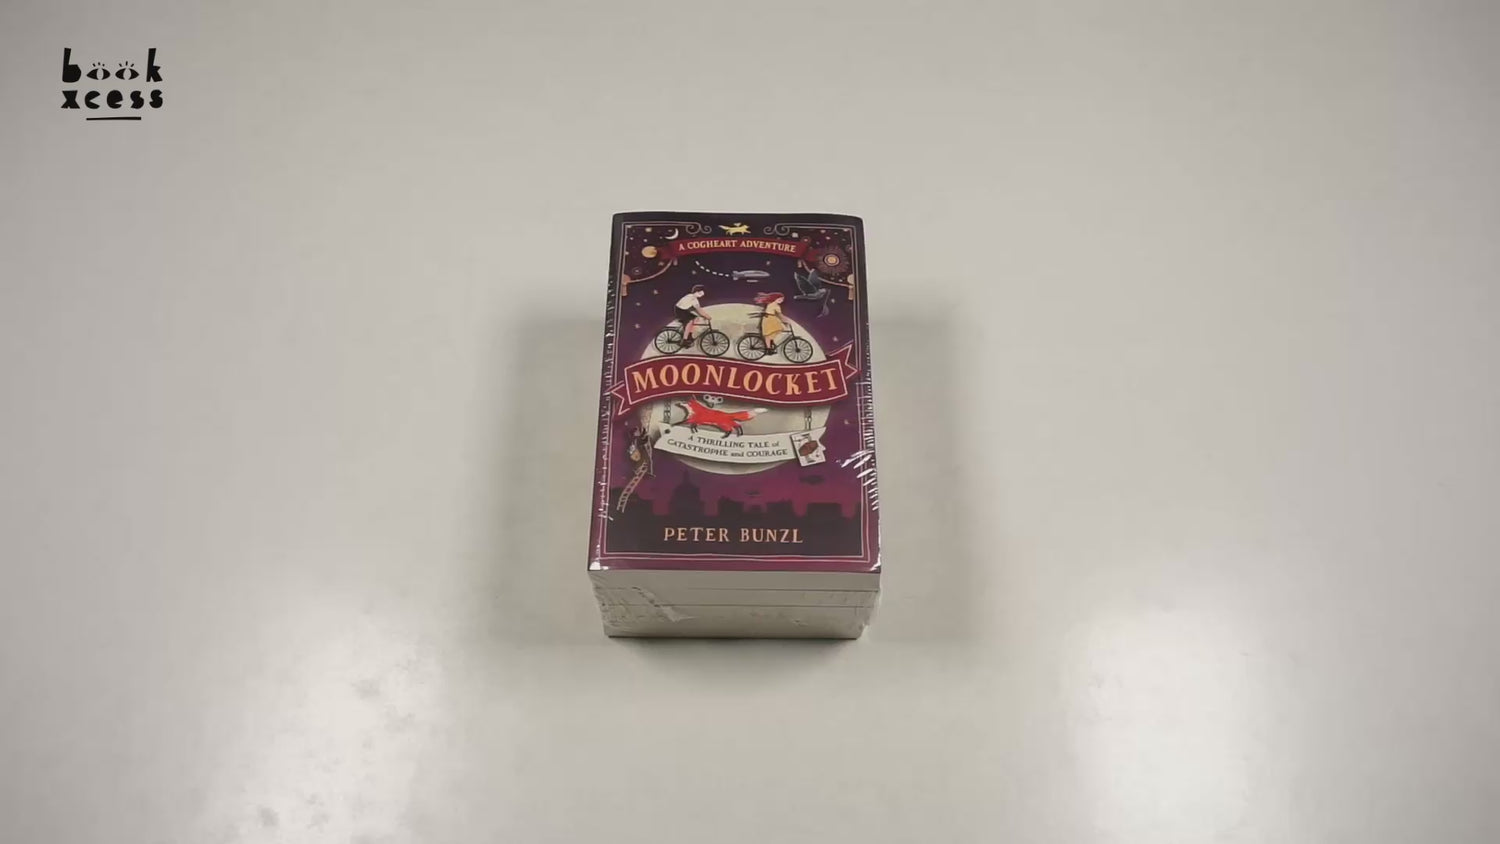 book
xcess
A COGHEART ADVENTURE
MOONLOCKET
A THRILLING TALE of
CATASTROPHE and COURAGE
PETER BUNZL